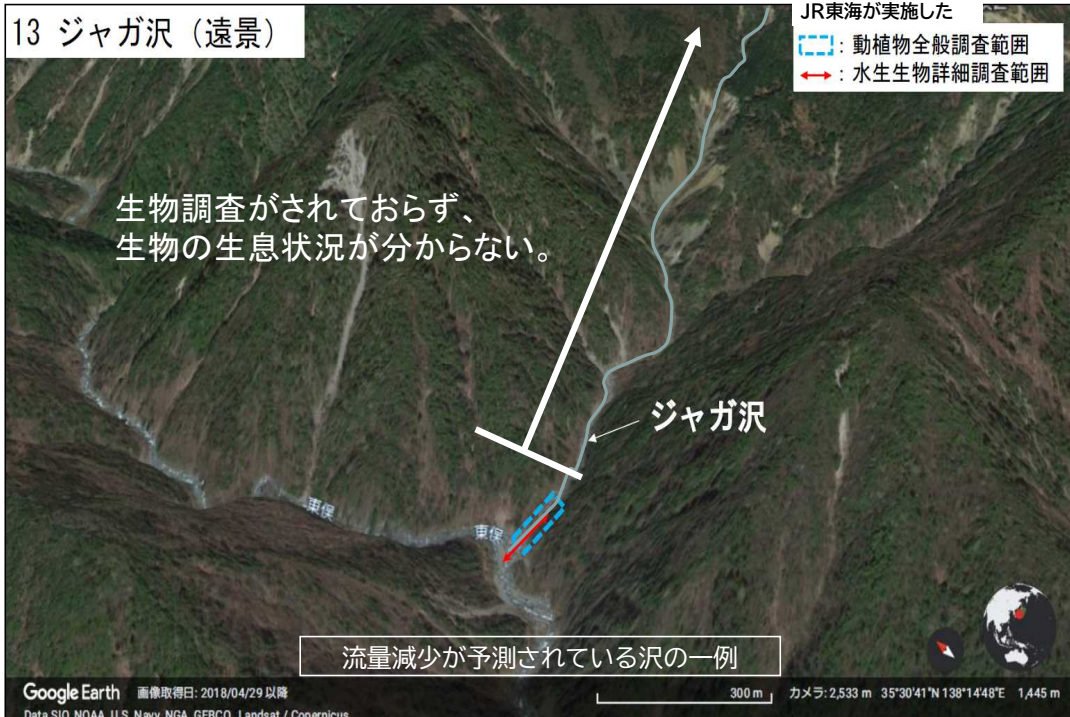 13 ジャガ沢（遠景）
JR東海が実施した
：動植物全般調査範囲
：水生生物詳細調査範囲
生物調査がされておらず、
生物の生息状況が分からない。
ジャガ沢
東俣
東俣
流量減少が予測されている沢の一例
Google Earth 画像取得日: 2018/04/29 以降
300 m
カメラ: 2,533 m 35°30'41"N 138°14'48"E 1,445 m
Data SIO, NOAA, U.S. Navy, NGA, GEBCO, Landsat / Copernicus